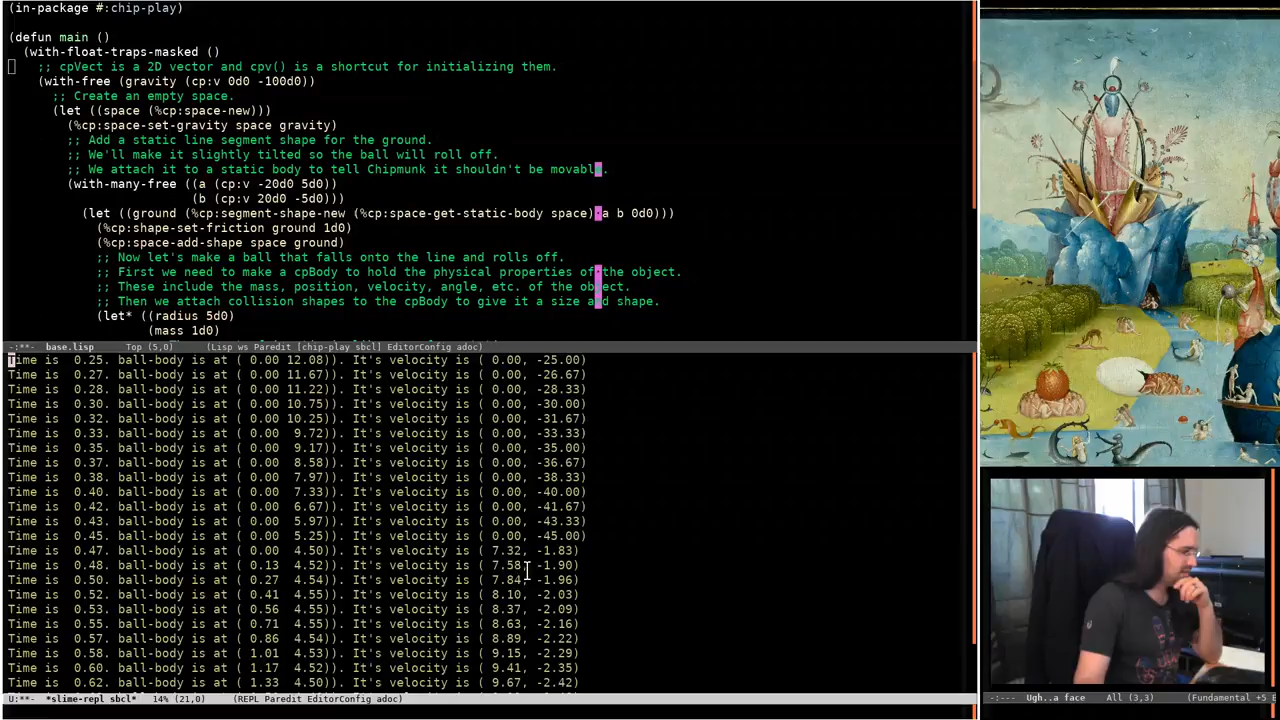 (in-package #:chip-play)
(defun main ()
(with-float-traps-masked ()
;; cpVect is a 2D vector and cpv() is a shortcut for initializing them.
(with-free (gravity (cp:v 0d0 -100d0))
;; Create an empty space.
(let ((space (%cp:space-new)))
(%cp:space-set-gravity space gravity)
;; Add a static line segment shape for the ground.
;; We'll make it slightly tilted so the ball will roll off.
;; We attach it to a static body to tell Chipmunk it shouldn't be movable.
(with-many-free ((a (cp:v -20d0 5d0))
(b (cp:v 20d0 -5d0)))
(let ((ground (%cp:segment-shape-new (%cp:space-get-static-body space) a b 0d0)))
(%cp:shape-set-friction ground 1d0)
(%cp:space-add-shape space ground)
;; Now let's make a ball that falls onto the line and rolls off.
;; First we need to make a cpBody to hold the physical properties of the object.
;; These include the mass, position, velocity, angle, etc. of the object.
;; Then we attach collision shapes to the cpBody to give it a size and shape.
(let* ((radius 5d0)
(mass 1d0)
-:**-  base.lisp      Top (5,0)      (Lisp ws Paredit [chip-play sbcl] EditorConfig adoc)
Time is  0.25. ball-body is at ( 0.00 12.08)). It's velocity is ( 0.00, -25.00)
Time is  0.27. ball-body is at ( 0.00 11.67)). It's velocity is ( 0.00, -26.67)
Time is  0.28. ball-body is at ( 0.00 11.22)). It's velocity is ( 0.00, -28.33)
Time is  0.30. ball-body is at ( 0.00 10.75)). It's velocity is ( 0.00, -30.00)
Time is  0.32. ball-body is at ( 0.00 10.25)). It's velocity is ( 0.00, -31.67)
Time is  0.33. ball-body is at ( 0.00  9.72)). It's velocity is ( 0.00, -33.33)
Time is  0.35. ball-body is at ( 0.00  9.17)). It's velocity is ( 0.00, -35.00)
Time is  0.37. ball-body is at ( 0.00  8.58)). It's velocity is ( 0.00, -36.67)
Time is  0.38. ball-body is at ( 0.00  7.97)). It's velocity is ( 0.00, -38.33)
Time is  0.40. ball-body is at ( 0.00  7.33)). It's velocity is ( 0.00, -40.00)
Time is  0.42. ball-body is at ( 0.00  6.67)). It's velocity is ( 0.00, -41.67)
Time is  0.43. ball-body is at ( 0.00  5.97)). It's velocity is ( 0.00, -43.33)
Time is  0.45. ball-body is at ( 0.00  5.25)). It's velocity is ( 0.00, -45.00)
Time is  0.47. ball-body is at ( 0.00  4.50)). It's velocity is ( 7.32, -1.83)
Time is  0.48. ball-body is at ( 0.13  4.52)). It's velocity is ( 7.58, -1.90)
Time is  0.50. ball-body is at ( 0.27  4.54)). It's velocity is ( 7.84, -1.96)
Time is  0.52. ball-body is at ( 0.41  4.55)). It's velocity is ( 8.10, -2.03)
Time is  0.53. ball-body is at ( 0.56  4.55)). It's velocity is ( 8.37, -2.09)
Time is  0.55. ball-body is at ( 0.71  4.55)). It's velocity is ( 8.63, -2.16)
Time is  0.57. ball-body is at ( 0.86  4.54)). It's velocity is ( 8.89, -2.22)
Time is  0.58. ball-body is at ( 1.01  4.53)). It's velocity is ( 9.15, -2.29)
Time is  0.60. ball-body is at ( 1.17  4.52)). It's velocity is ( 9.41, -2.35)
Time is  0.62. ball-body is at ( 1.33  4.50)). It's velocity is ( 9.67, -2.42)
U:**-  *slime-repl sbcl*   14% (21,0)     (REPL Paredit EditorConfig adoc)
-:---  Ugh..a face    All (3,3)      (Fundamental +5